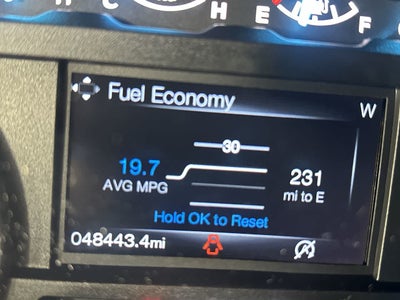 H
H E F
Fuel Economy
W
30
19.7
AVG MPG
231
mi to E
Hold OK to Reset
048443.4mi
A